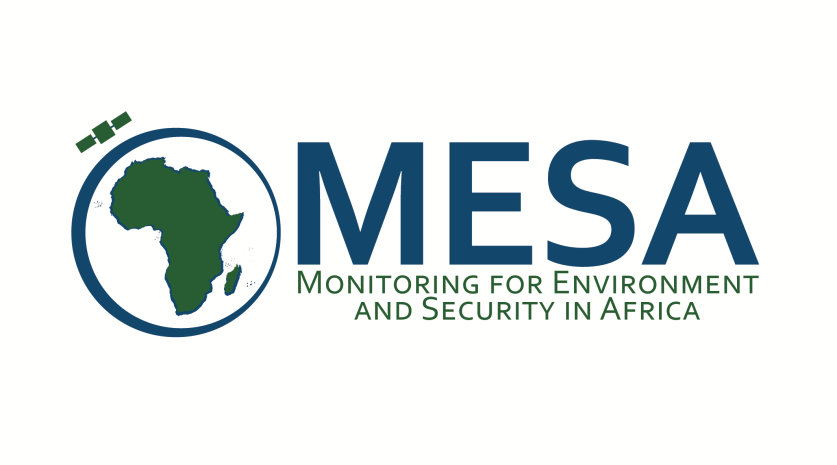 MESA
Monitoring for Environment
and Security in Africa